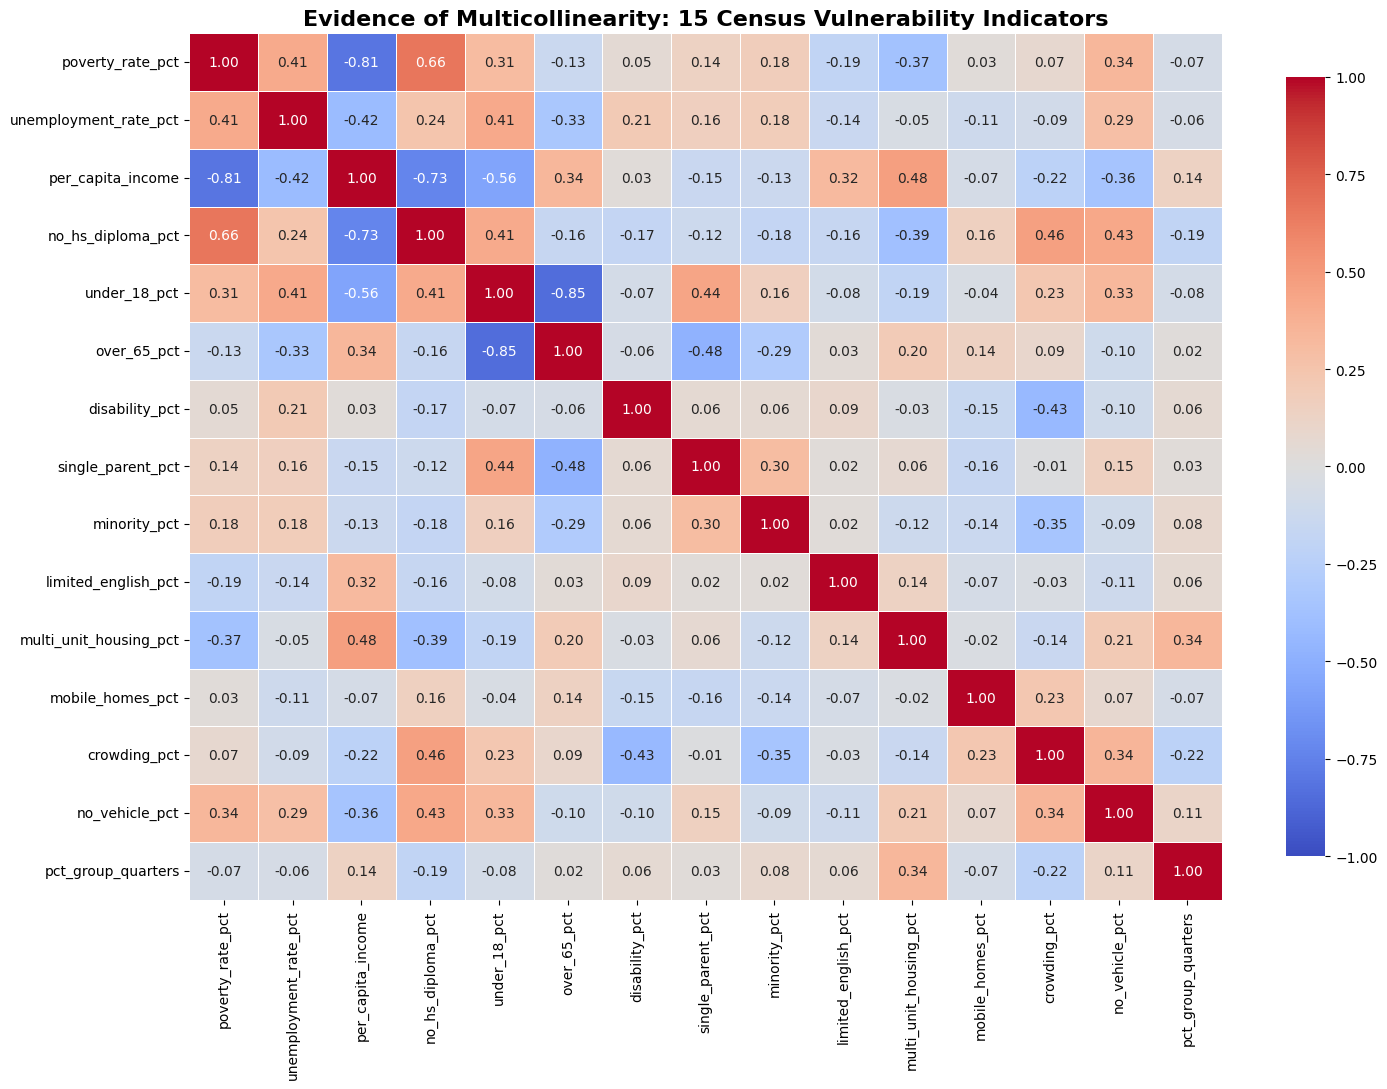 Evidence of Multicollinearity: 15 Census Vulnerability Indicators
poverty_rate_pct 1.00 0.41 -0.81 0.66 0.31 -0.13 0.05 0.14 0.18 -0.19 -0.37 0.03 0.07 0.34 -0.07
unemployment_rate_pct 0.41 1.00 -0.42 0.24 0.41 -0.33 0.21 0.16 0.18 -0.14 -0.05 -0.11 -0.09 0.29 -0.06
per_capita_income -0.81 -0.42 1.00 -0.73 -0.56 0.34 0.03 -0.15 -0.13 0.32 0.48 -0.07 -0.22 -0.36 0.14
no_hs_diploma_pct 0.66 0.24 -0.73 1.00 0.41 -0.16 -0.17 -0.12 -0.18 -0.16 -0.39 0.16 0.46 0.43 -0.19
under_18_pct 0.31 0.41 -0.56 0.41 1.00 -0.85 -0.07 0.44 0.16 -0.08 -0.19 -0.04 0.23 0.33 -0.08
over_65_pct -0.13 -0.33 0.34 -0.16 -0.85 1.00 -0.06 -0.48 -0.29 0.03 0.20 0.14 0.09 -0.10 0.02
disability_pct 0.05 0.21 0.03 -0.17 -0.07 -0.06 1.00 0.06 0.06 0.09 -0.03 -0.15 -0.43 -0.10 0.06
single_parent_pct 0.14 0.16 -0.15 -0.12 0.44 -0.48 0.06 1.00 0.30 0.02 0.06 -0.16 -0.01 0.15 0.03
minority_pct 0.18 0.18 -0.13 -0.18 0.16 -0.29 0.06 0.30 1.00 0.02 -0.12 -0.14 -0.35 -0.09 0.08
limited_english_pct -0.19 -0.14 0.32 -0.16 -0.08 0.03 0.09 0.02 0.02 1.00 0.14 -0.07 -0.03 -0.11 0.06
multi_unit_housing_pct -0.37 -0.05 0.48 -0.39 -0.19 0.20 -0.03 0.06 -0.12 0.14 1.00 -0.02 -0.14 0.21 0.34
mobile_homes_pct 0.03 -0.11 -0.07 0.16 -0.04 0.14 -0.15 -0.16 -0.14 -0.07 -0.02 1.00 0.23 0.07 -0.07
crowding_pct 0.07 -0.09 -0.22 0.46 0.23 0.09 -0.43 -0.01 -0.35 -0.03 -0.14 0.23 1.00 0.34 -0.22
no_vehicle_pct 0.34 0.29 -0.36 0.43 0.33 -0.10 -0.10 0.15 -0.09 -0.11 0.21 0.07 0.34 1.00 0.11
pct_group_quarters -0.07 -0.06 0.14 -0.19 -0.08 0.02 0.06 0.03 0.08 0.06 0.34 -0.07 -0.22 0.11 1.00
poverty_rate_pct
unemployment_rate_pct
per_capita_income
no_hs_diploma_pct
under_18_pct
over_65_pct
disability_pct
single_parent_pct
minority_pct
limited_english_pct
multi_unit_housing_pct
mobile_homes_pct
crowding_pct
no_vehicle_pct
pct_group_quarters
1.00
0.75
0.50
0.25
0.00
−0.25
−0.50
−0.75
−1.00